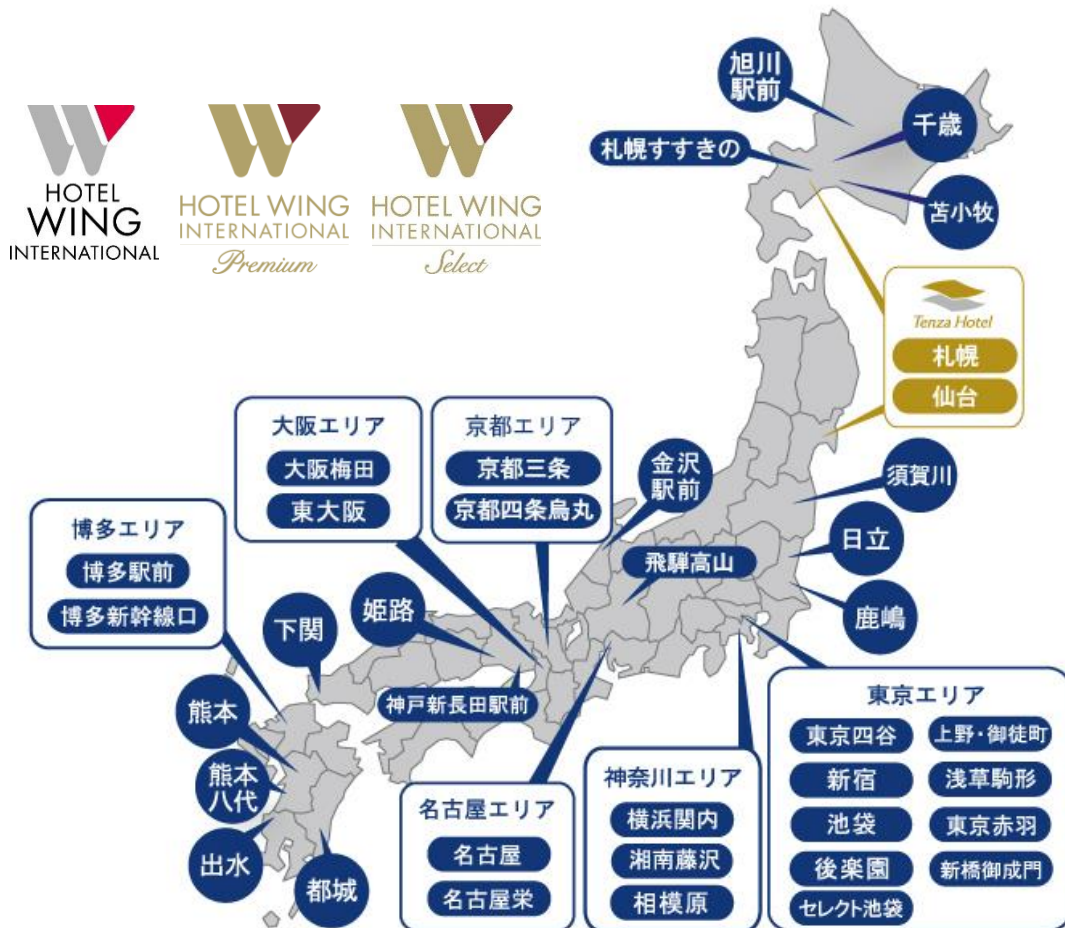 HOTEL
WING
INTERNATIONAL
HOTEL WING
INTERNATIONAL
Premium
HOTEL WING
INTERNATIONAL
Select
旭川
駅前
千歳
札幌すすきの
苫小牧
Tenza Hotel
札幌
仙台
大阪エリア
大阪梅田
東大阪
京都エリア
京都三条
京都四条烏丸
金沢
駅前
須賀川
博多エリア
博多駅前
博多新幹線口
飛騨高山
日立
姫路
下関
鹿嶋
神戸新長田駅前
熊本
熊本
八代
出水
都城
名古屋エリア
名古屋
名古屋栄
神奈川エリア
横浜関内
湘南藤沢
相模原
東京エリア
東京四谷
上野・御徒町
新宿
浅草駒形
池袋
東京赤羽
後楽園
新橋御成門
セレクト池袋